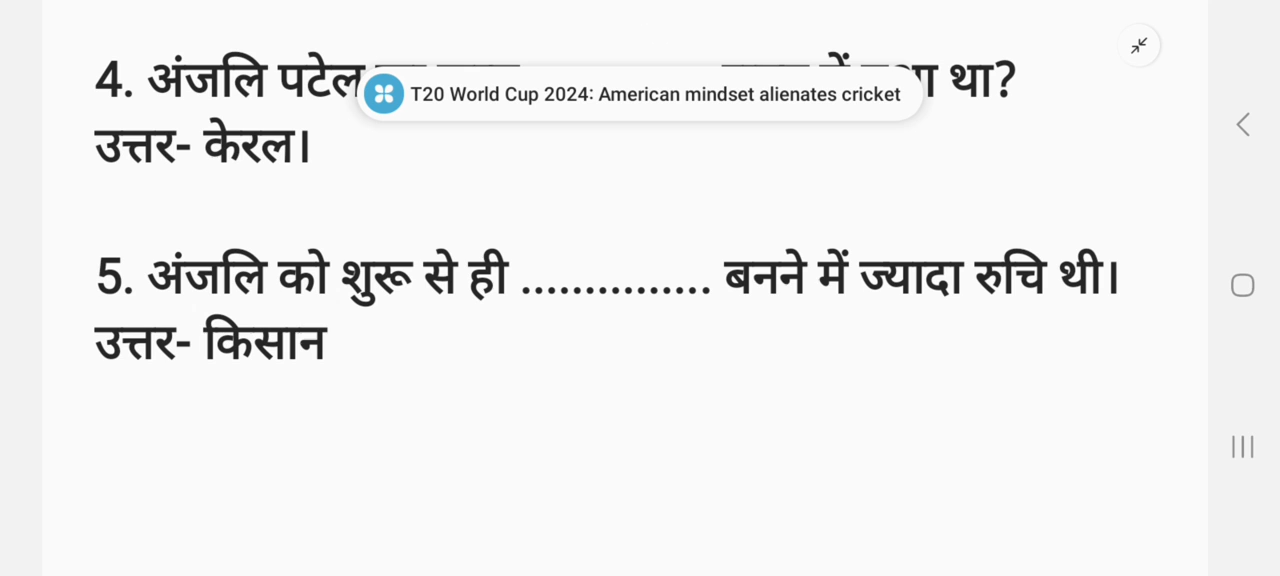 4. अंजलि पटेल था?
T20 World Cup 2024: American mindset alienates cricket
उत्तर- केरल।
5. अंजलि को शुरू से ही ............... बनने में ज्यादा रुचि थी।
उत्तर- किसान